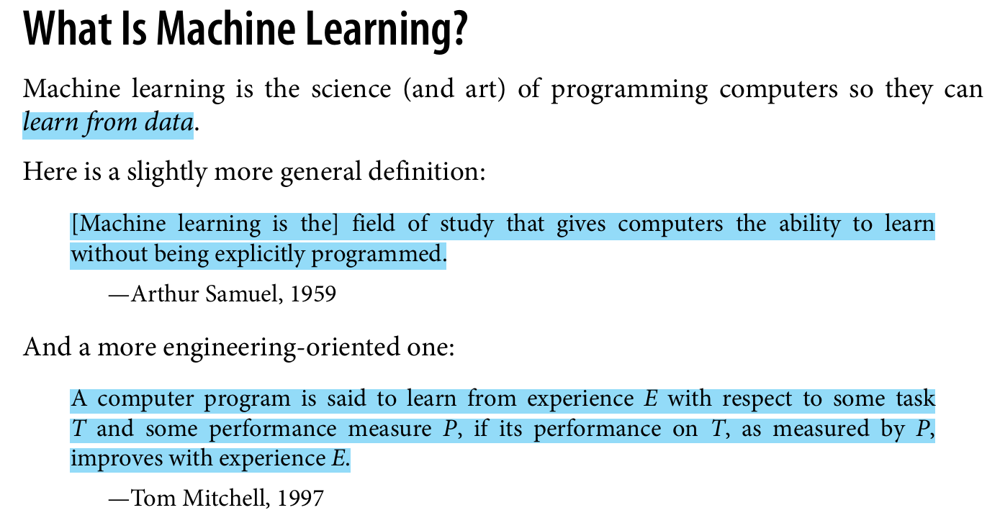 What Is Machine Learning?
Machine learning is the science (and art) of programming computers so they can
learn from data.
Here is a slightly more general definition:
[Machine learning is the] field of study that gives computers the ability to learn
without being explicitly programmed.
—Arthur Samuel, 1959
And a more engineering-oriented one:
A computer program is said to learn from experience E with respect to some task
T and some performance measure P, if its performance on T, as measured by P,
improves with experience E.
—Tom Mitchell, 1997